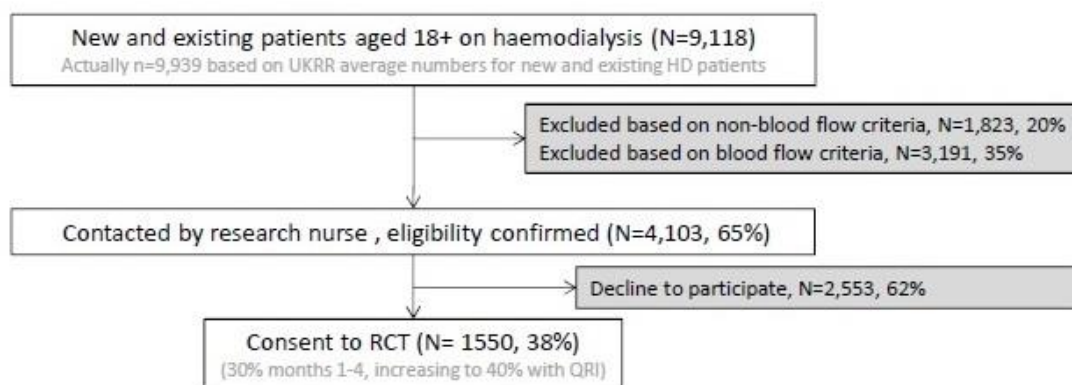 New and existing patients aged 18+ on haemodialysis (N=9,118)
Actually n=9,939 based on UKRR average numbers for new and existing HD patients
Excluded based on non-blood flow criteria, N=1,823, 20%
Excluded based on blood flow criteria, N=3,191, 35%
Contacted by research nurse , eligibility confirmed (N=4,103, 65%)
Decline to participate, N=2,553, 62%
Consent to RCT (N= 1550, 38%)
(30% months 1-4, increasing to 40% with QRI)